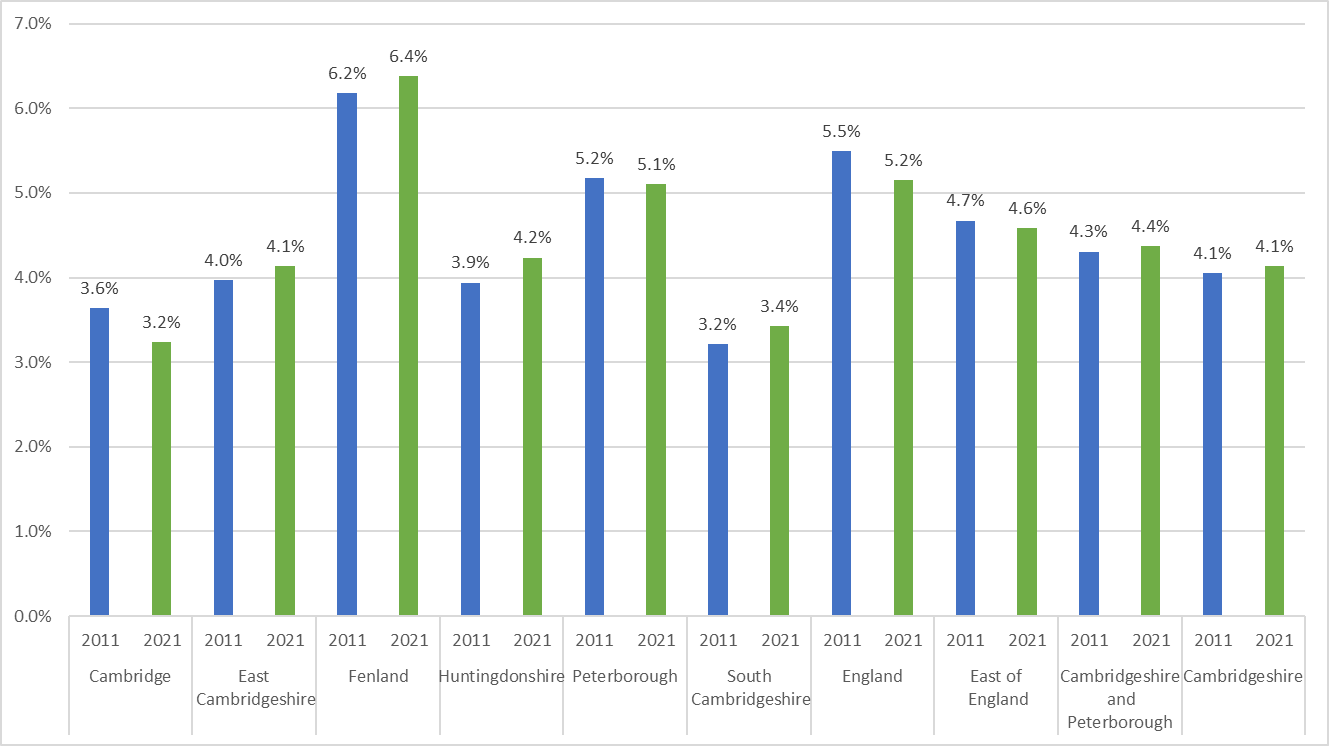 7.0%
6.0%
5.0%
4.0%
3.0%
2.0%
1.0%
0.0%
3.6%
3.2%
4.0%
4.1%
6.2%
6.4%
3.9%
4.2%
5.2%
5.1%
3.2%
3.4%
5.5%
5.2%
4.7%
4.6%
4.3%
4.4%
4.1%
4.1%
2011 2021 2011 2021 2011 2021 2011 2021 2011 2021 2011 2021 2011 2021 2011 2021 2011 2021 2011 2021
Cambridge
East
Cambridgeshire
Fenland
Huntingdonshire
Peterborough
South
Cambridgeshire
England
East of
England
Cambridgeshire
and
Peterborough
Cambridgeshire